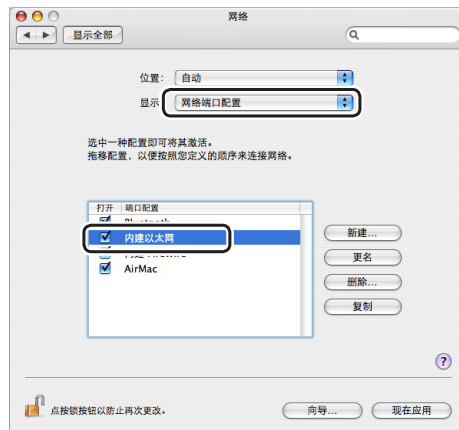 网络
显示全部
位置: 自动
显示 网络端口配置
选中一种配置即可将其激活。
拖移配置，以便按照您定义的顺序来连接网络。
打开 端口配置
内建以太网
AirMac
新建...
更名
删除...
复制
?
点按锁按钮以防止再次更改。
向导...
现在应用